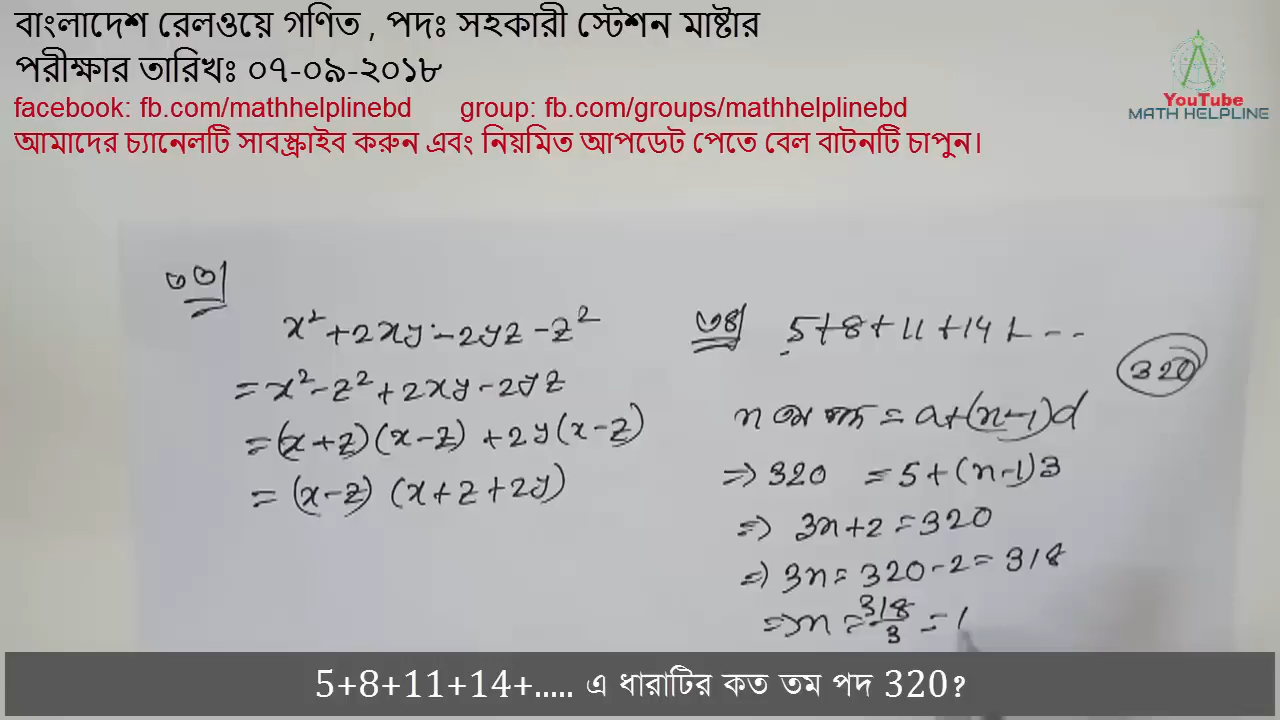 বাংলাদেশ রেলওয়ে গণিত , পদঃ সহকারী স্টেশন মাষ্টার
পরীক্ষার তারিখঃ ০৭-০৯-২০১৮
facebook: fb.com/mathhelplinebd group: fb.com/groups/mathhelplinebd
আমাদের চ্যানেলটি সাবস্ক্রাইব করুন এবং নিয়মিত আপডেট পেতে বেল বাটনটি চাপুন।
YouTube
MATH HELPLINE
৩৩|
x²+2xy-2yz-z²
=x²-z²+2xy-2yz
=(x+z)(x-z)+2y(x-z)
=(x-z)(x+z+2y)
৩৪| 5+8+11+14+--
320
n তম পদ=a+(n-1)d
=>320 =5+(n-1)3
=> 3n+2=320
=> 3n=320-2=318
=>n=318/3=1
5+8+11+14+..... এ ধারাটির কত তম পদ 320?